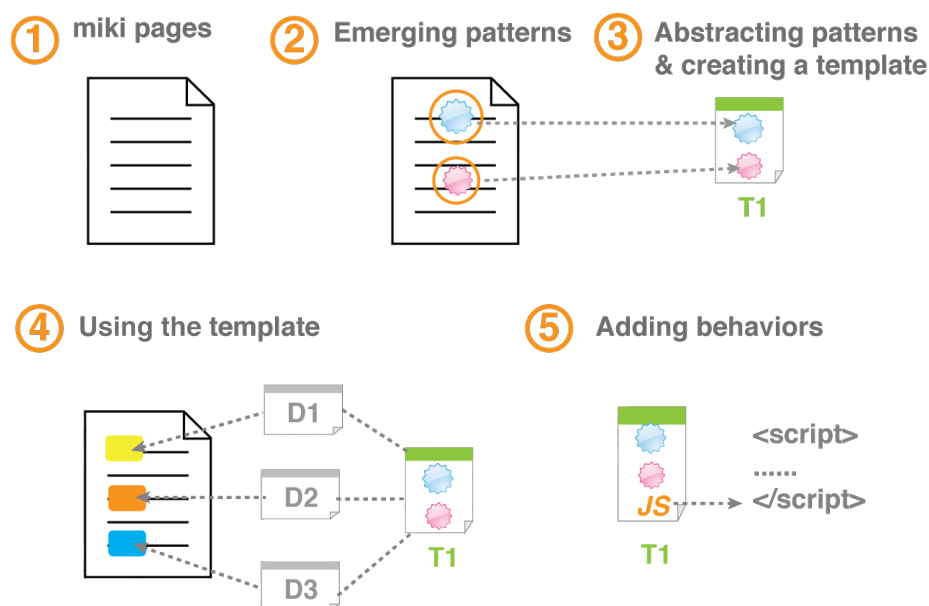 1 miki pages
2 Emerging patterns
3 Abstracting patterns
& creating a template
T1
4 Using the template
D1
D2
D3
T1
5 Adding behaviors
<script>
......
</script>
JS
T1